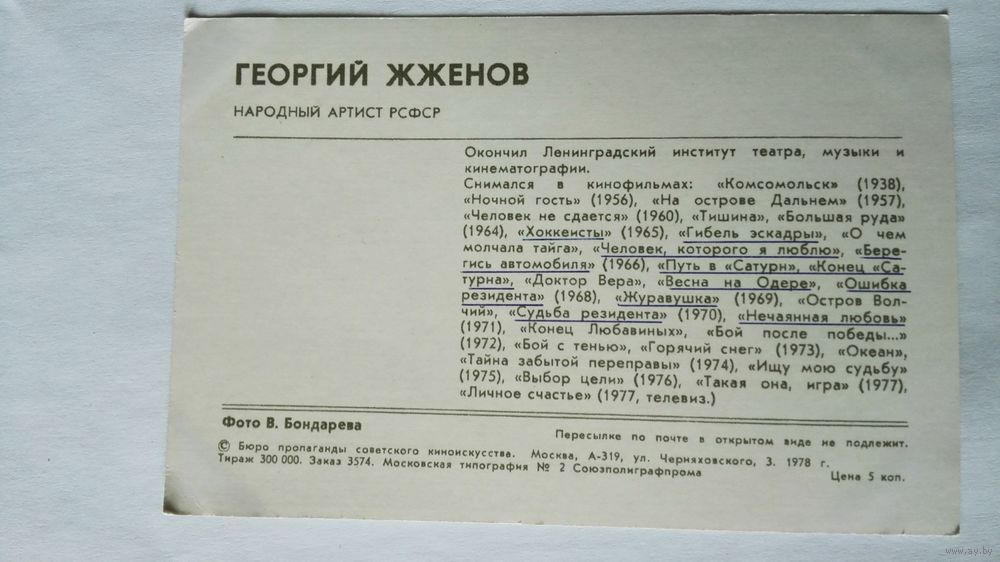 ГЕОРГИЙ ЖЖЕНОВ
НАРОДНЫЙ АРТИСТ РСФСР
Окончил Ленинградский институт театра, музыки и
кинематографии.
Снимался в кинофильмах: «Комсомольск» (1938),
«Ночной гость» (1956), «На острове Дальнем» (1957),
«Человек не сдается» (1960), «Тишина», «Большая руда»
(1964), «Хоккеисты» (1965), «Гибель эскадры», «О чем
молчала тайга», «Человек, которого я люблю», «Бере-
гись автомобиля» (1966), «Путь в «Сатурн», «Конец «Са-
турна», «Доктор Вера», «Весна на Одере», «Ошибка
резидента» (1968), «Журавушка» (1969), «Остров Вол-
чий», «Судьба резидента» (1970), «Нечаянная любовь»
(1971), «Конец Любавиных», «Бой после победы...»
(1972), «Бой с тенью», «Горячий снег» (1973), «Океан»,
«Тайна забытой переправы» (1974), «Ищу мою судьбу»
(1975), «Выбор цели» (1976), «Такая она, игра» (1977),
«Личное счастье» (1977, телевиз.)
Фото В. Бондарева
Пересылке по почте в открытом виде не подлежит.
© Бюро пропаганды советского киноискусства. Москва, А-319, ул. Черняховского, 3. 1978 г.
Тираж 300 000. Заказ 3574. Московская типография № 2 Союзполиграфпрома
Цена 5 коп.
www.ay.by